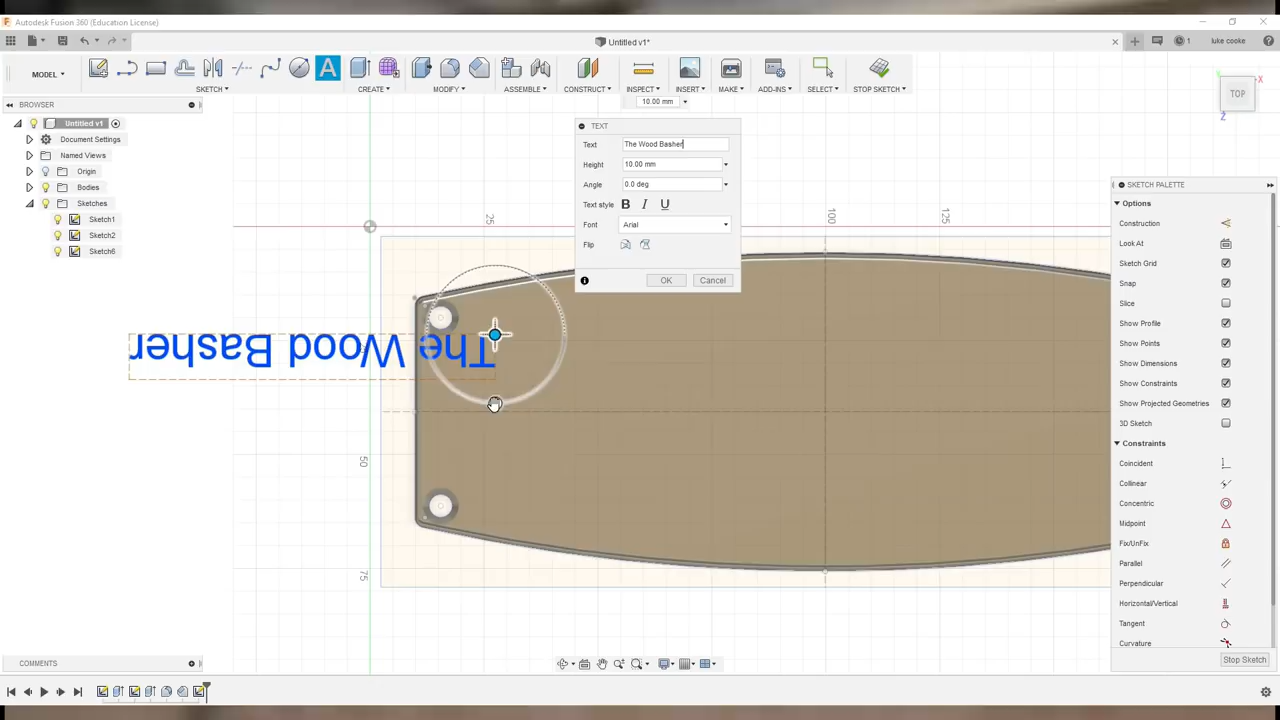 Autodesk Fusion 360 (Education License)
Untitled v1*
1
luke cooke
MODEL
SKETCH
CREATE
MODIFY
ASSEMBLE
CONSTRUCT
INSPECT
INSERT
MAKE
ADD-INS
SELECT
STOP SKETCH
BROWSER
10.00 mm
TOP
X
Z
Untitled v1
Document Settings
Named Views
Origin
Bodies
Sketches
Sketch1
Sketch2
Sketch6
TEXT
Text The Wood Basher
Height 10.00 mm
Angle 0.0 deg
Text style B I U
Font Arial
Flip
OK Cancel
25
100
125
50
75
The Wood Basher
SKETCH PALETTE
Options
Construction
Look At
Sketch Grid
Snap
Slice
Show Profile
Show Points
Show Dimensions
Show Constraints
Show Projected Geometries
3D Sketch
Constraints
Coincident
Collinear
Concentric
Midpoint
Fix/UnFix
Parallel
Perpendicular
Horizontal/Vertical
Tangent
Curvature
Stop Sketch
COMMENTS